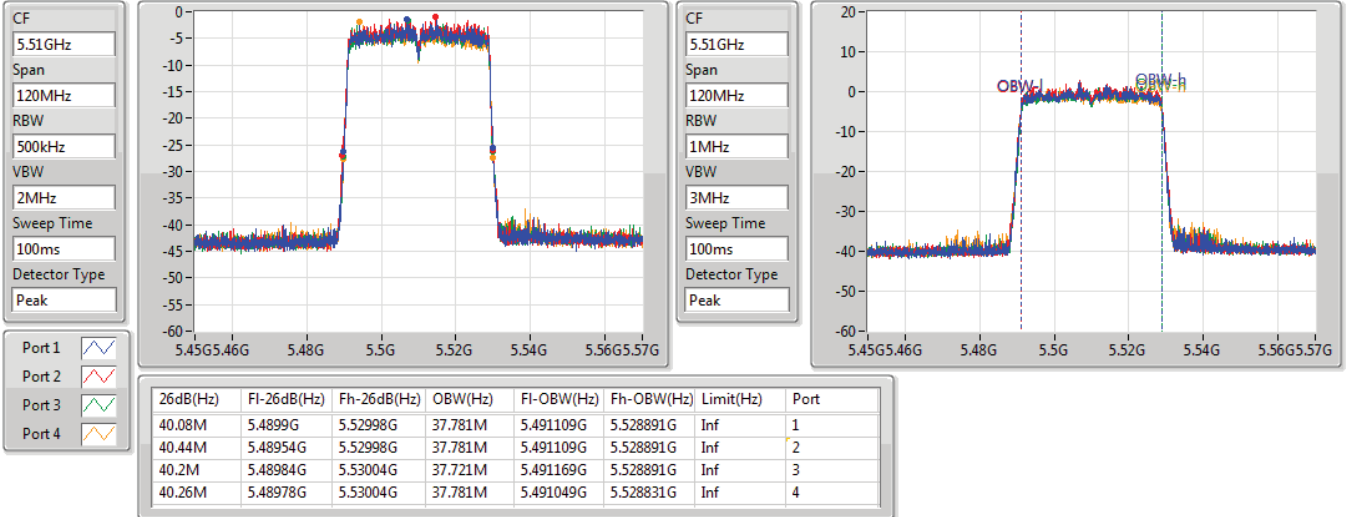 CF
5.51GHz
Span
120MHz
RBW
500kHz
VBW
2MHz
Sweep Time
100ms
Detector Type
Peak
0
-5
-10
-15
-20
-25
-30
-35
-40
-45
-50
-55
-60
5.45G 5.46G 5.48G 5.5G 5.52G 5.54G 5.56G 5.57G
CF
5.51GHz
Span
120MHz
RBW
1MHz
VBW
3MHz
Sweep Time
100ms
Detector Type
Peak
20
10
0
-10
-20
-30
-40
-50
-60
OBW-l
OBW-h
OBW-h
5.45G 5.46G 5.48G 5.5G 5.52G 5.54G 5.56G 5.57G
Port 1
Port 2
Port 3
Port 4
26dB(Hz) Fl-26dB(Hz) Fh-26dB(Hz) OBW(Hz) Fl-OBW(Hz) Fh-OBW(Hz) Limit(Hz) Port
40.08M 5.4899G 5.52998G 37.781M 5.491109G 5.528891G Inf 1
40.44M 5.48954G 5.52998G 37.781M 5.491109G 5.528891G Inf 2
40.2M 5.48984G 5.53004G 37.721M 5.491169G 5.528891G Inf 3
40.26M 5.48978G 5.53004G 37.781M 5.491049G 5.528831G Inf 4